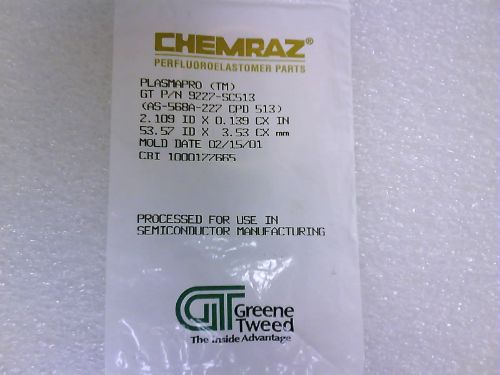 CHEMRAZ®
PERFLUOROELASTOMER PARTS
PLASMAPRO (TM)
GT P/N 9227-SC513
(AS-568A-227 CPD 513)
2.109 ID X 0.139 CX IN
53.57 ID X 3.53 CX mm
MOLD DATE 02/15/01
CRI 1000177665
PROCESSED FOR USE IN
SEMICONDUCTOR MANUFACTURING
GT Greene
Tweed
The Inside Advantage